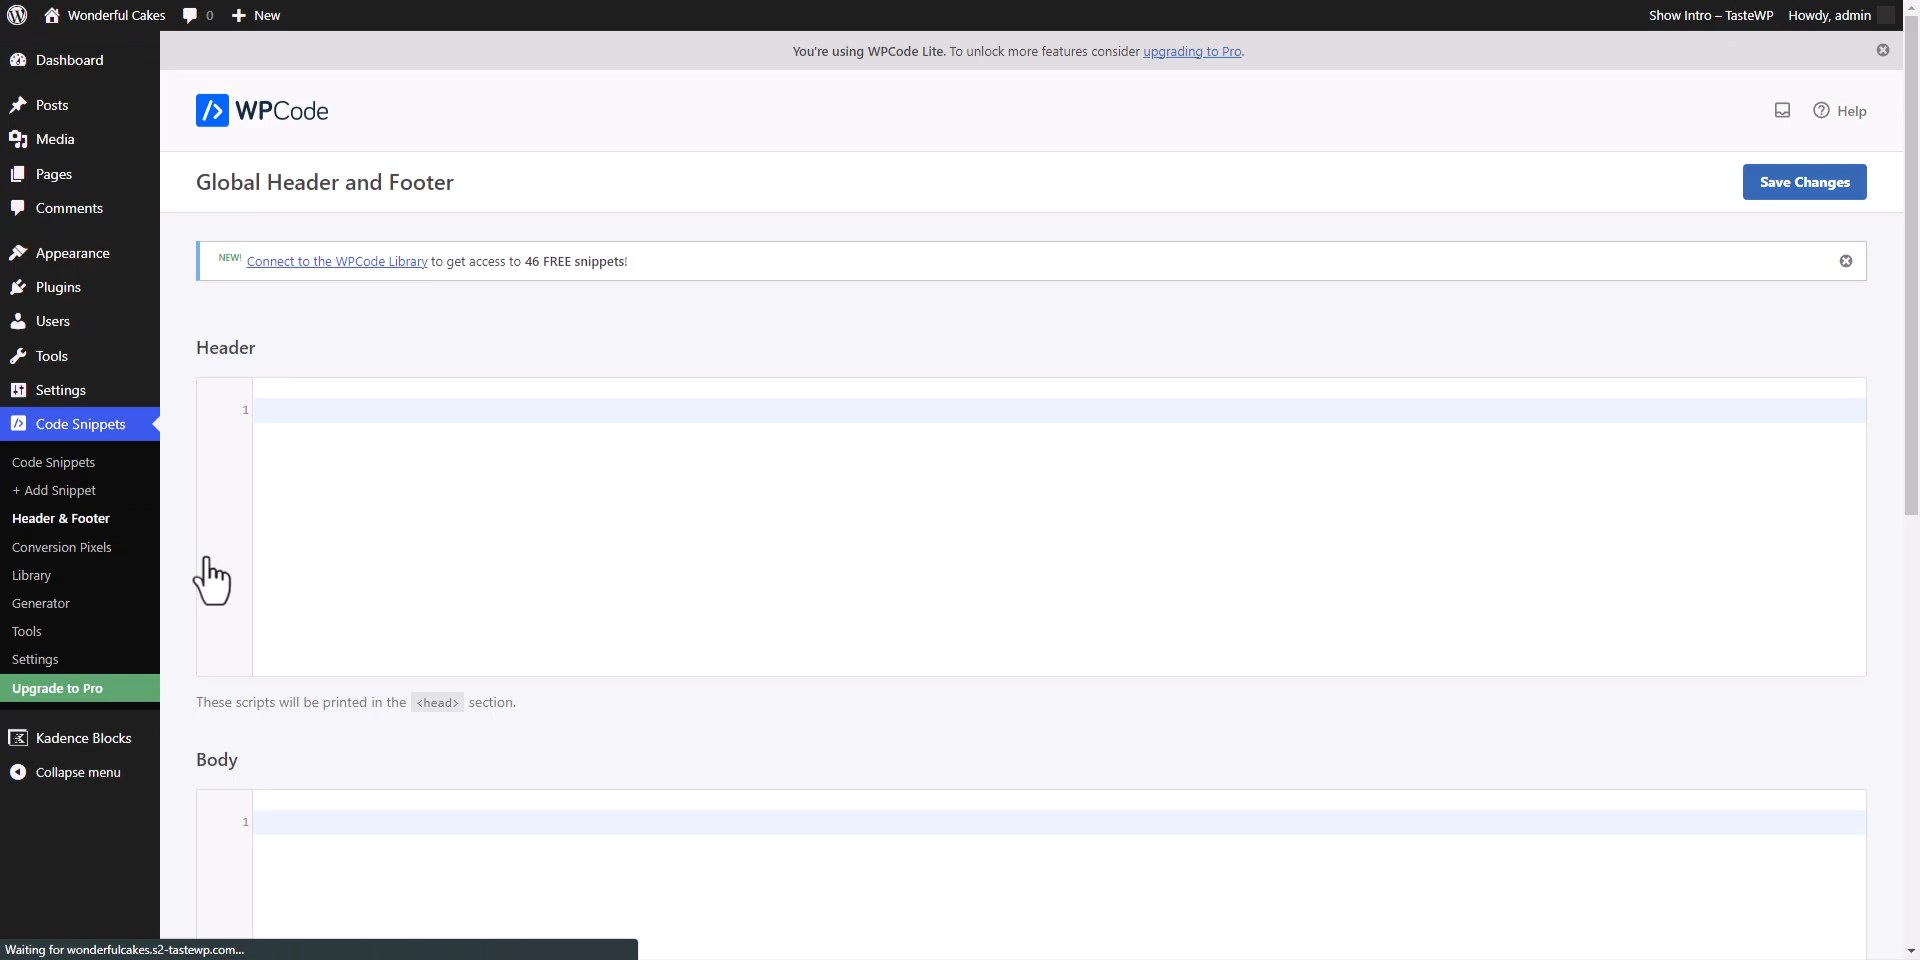 Wonderful Cakes
0
New
Show Intro – TasteWP
Howdy, admin
Dashboard
Posts
Media
Pages
Comments
Appearance
Plugins
Users
Tools
Settings
Code Snippets
Code Snippets
+ Add Snippet
Header & Footer
Conversion Pixels
Library
Generator
Tools
Settings
Upgrade to Pro
Kadence Blocks
Collapse menu
You're using WPCode Lite. To unlock more features consider upgrading to Pro.
WPCode
Help
Global Header and Footer
Save Changes
NEW! Connect to the WPCode Library to get access to 46 FREE snippets!
Header
1
These scripts will be printed in the <head> section.
Body
1
Waiting for wonderfulcakes.s2-tastewp.com...